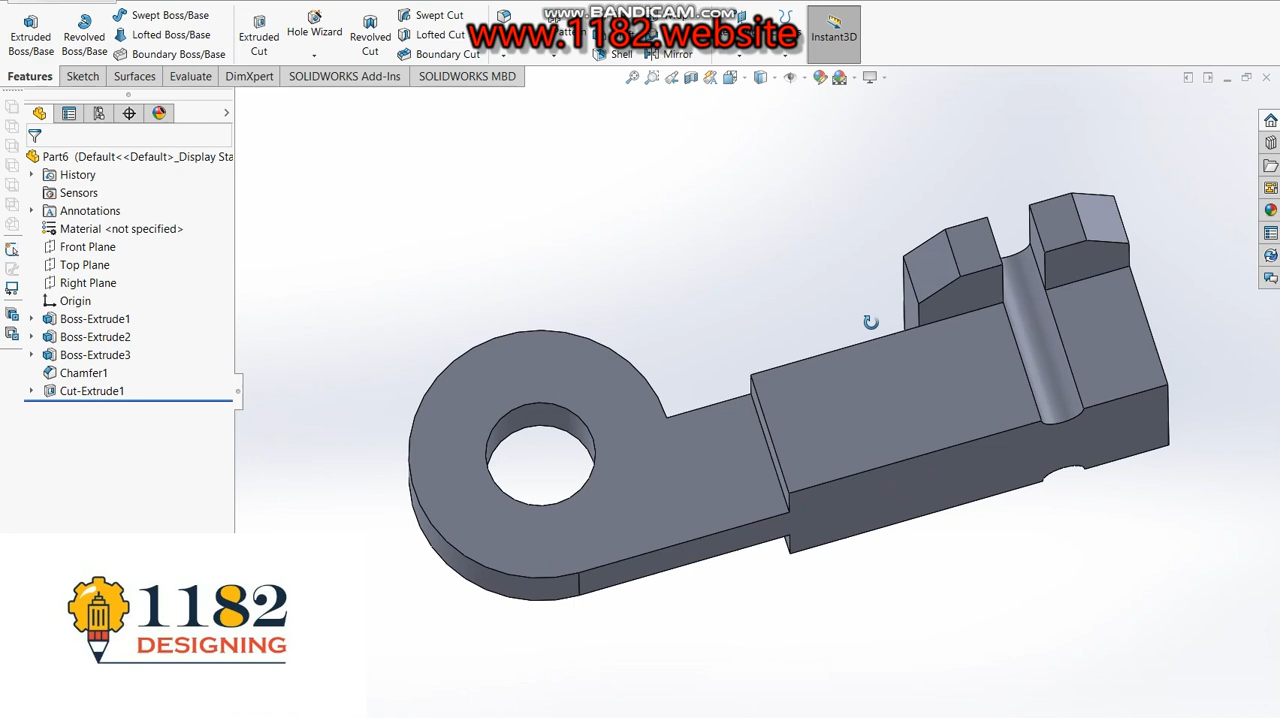 www.BANDICAM.com
www.1182.website
Extruded Boss/Base
Revolved Boss/Base
Swept Boss/Base
Lofted Boss/Base
Boundary Boss/Base
Extruded Cut
Hole Wizard
Revolved Cut
Swept Cut
Lofted Cut
Boundary Cut
Shell
Mirror
Instant3D
Features
Sketch
Surfaces
Evaluate
DimXpert
SOLIDWORKS Add-Ins
SOLIDWORKS MBD
Part6 (Default<<Default>_Display Sta
History
Sensors
Annotations
Material <not specified>
Front Plane
Top Plane
Right Plane
Origin
Boss-Extrude1
Boss-Extrude2
Boss-Extrude3
Chamfer1
Cut-Extrude1
1182
DESIGNING